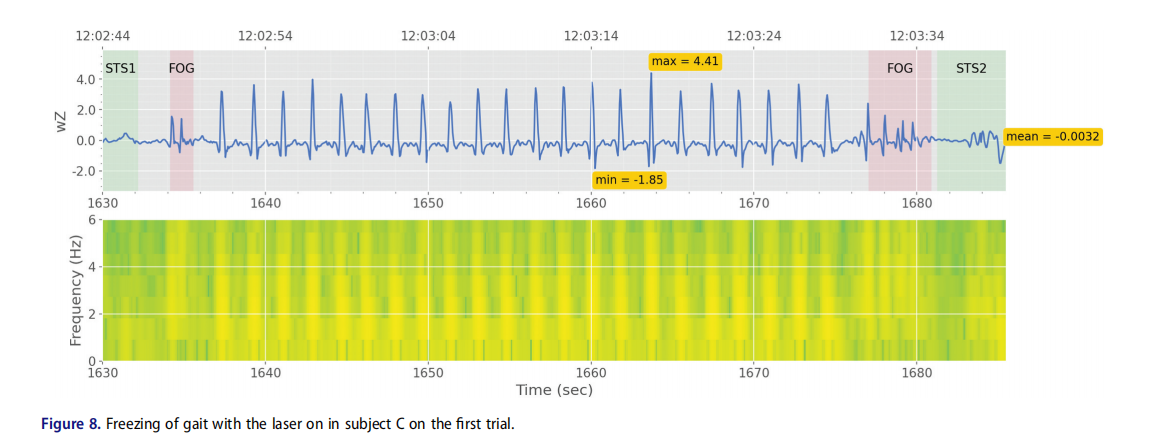 12:02:44 12:02:54 12:03:04 12:03:14 12:03:24 12:03:34
STS1 FOG max = 4.41 FOG STS2
4.0
2.0
0.0
-2.0
wZ
mean = -0.0032
min = -1.85
1630 1640 1650 1660 1670 1680
6
4
2
0
Frequency (Hz)
1630 1640 1650 1660 1670 1680
Time (sec)
Figure 8. Freezing of gait with the laser on in subject C on the first trial.